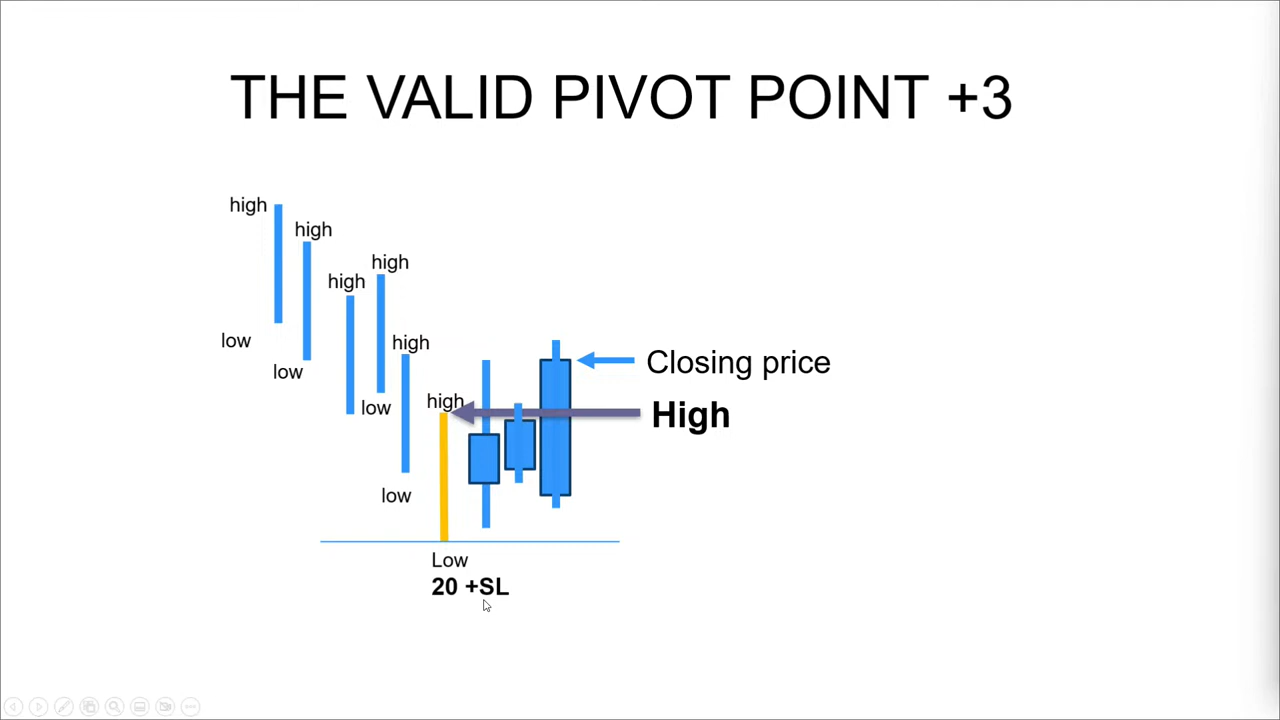 THE VALID PIVOT POINT +3
high
high
high
high
high
low
low
Closing price
low
high
High
low
Low
20 +SL